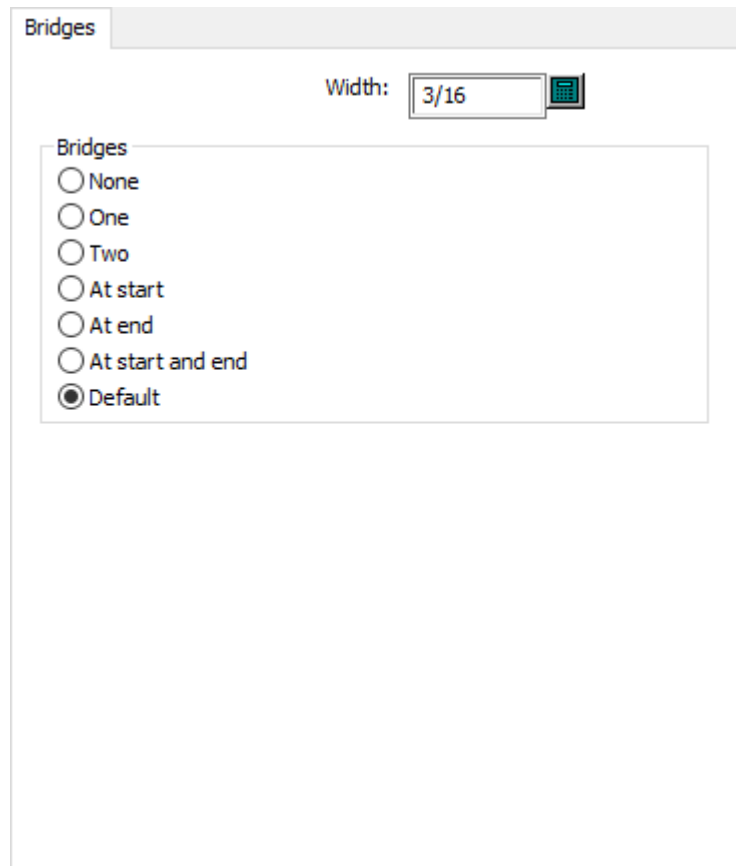 Bridges
Width: 3/16
Bridges
None
One
Two
At start
At end
At start and end
Default